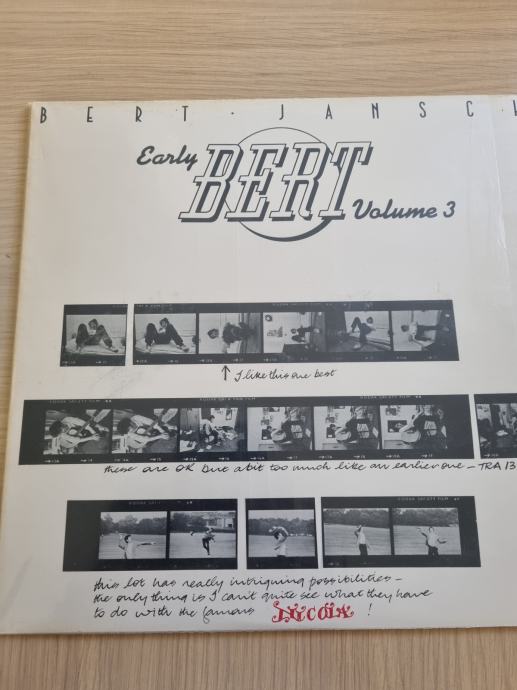 BERT · JANSC
Early BERT Volume 3
I like this one best
these are OK but a bit too much like an earlier one – TRA 13
this lot has really intriguing possibilities –
the only thing is I can't quite see what they have
to do with the famous !